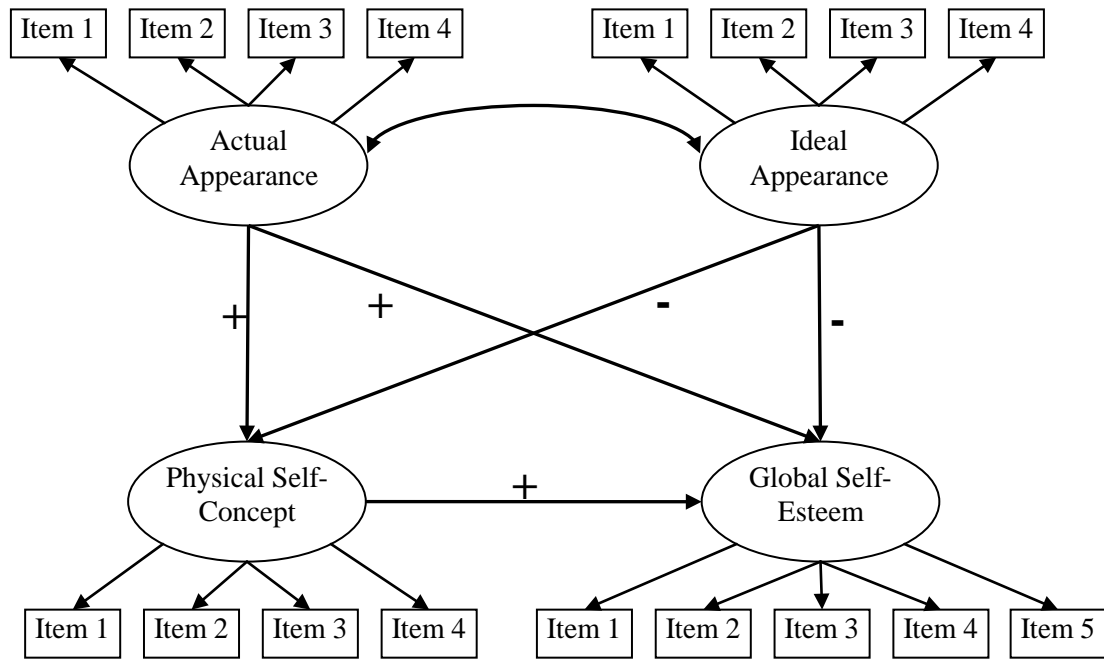 Item 1 Item 2 Item 3 Item 4 Item 1 Item 2 Item 3 Item 4
Actual
Appearance
Ideal
Appearance
+ + - -
Physical Self-
Concept
+
Global Self-
Esteem
Item 1 Item 2 Item 3 Item 4 Item 1 Item 2 Item 3 Item 4 Item 5